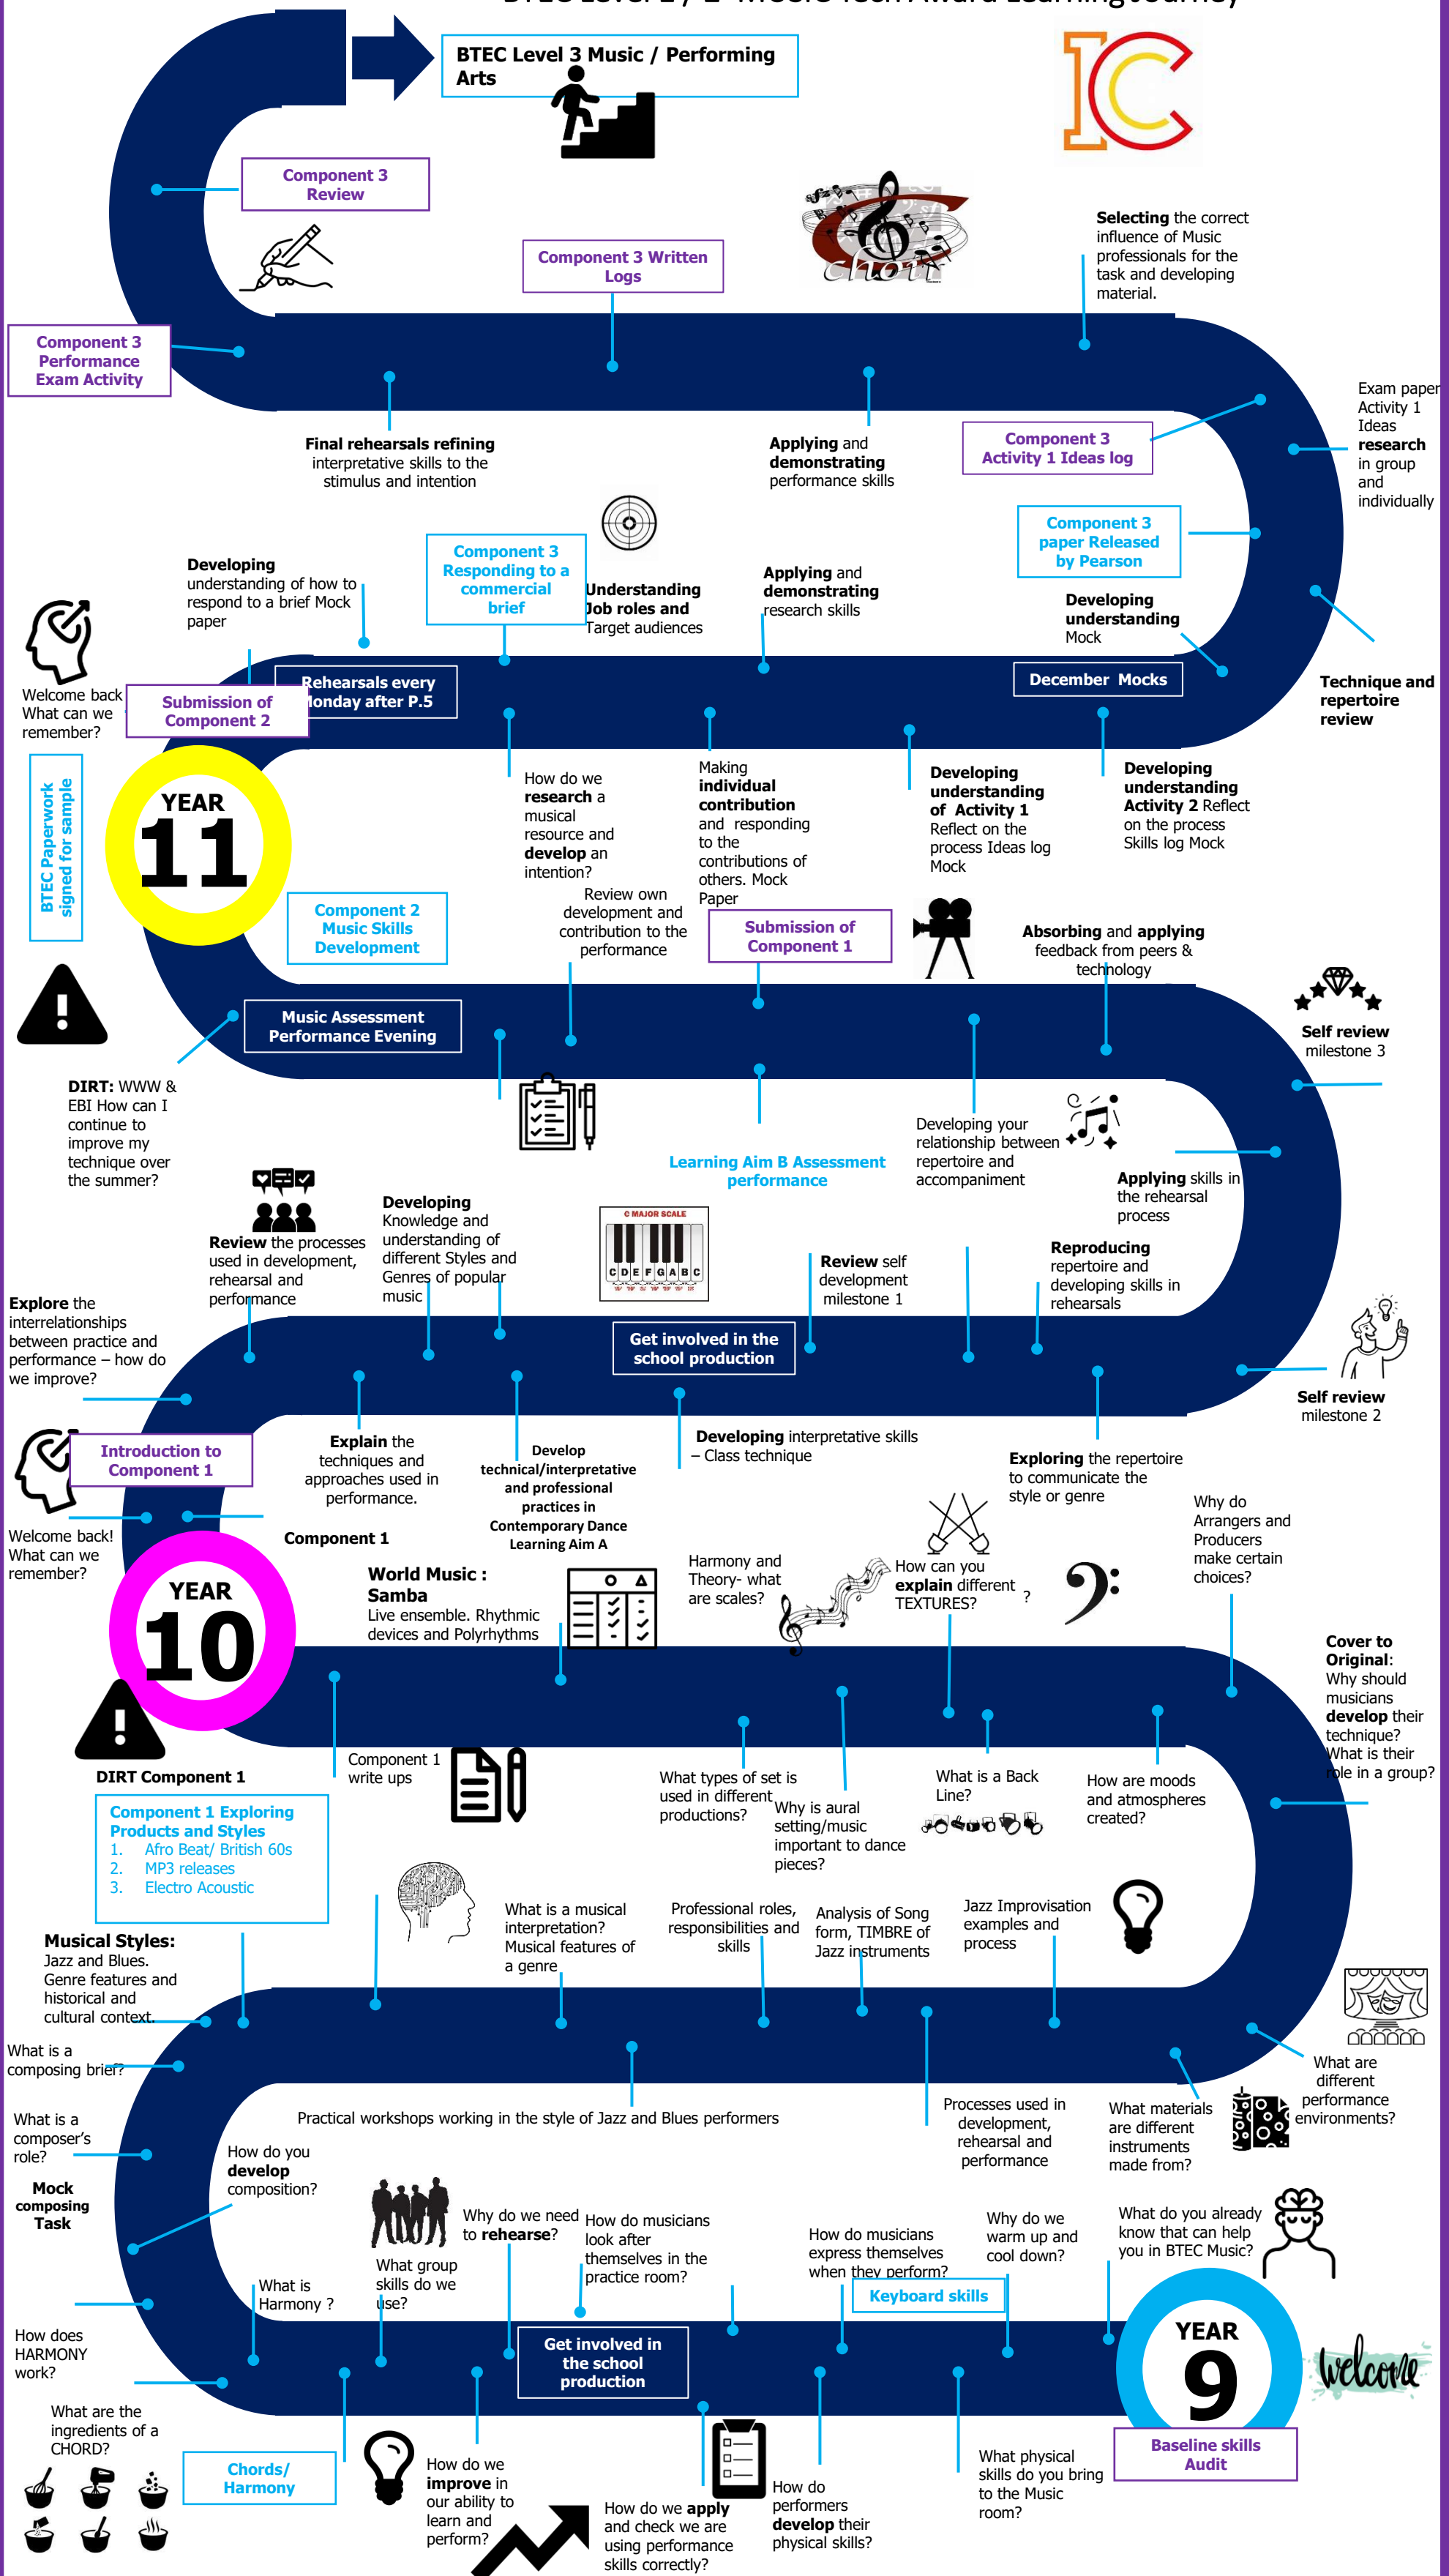 BTEC Level 1 / 2 MUSIC Tech Award Learning Journey
BTEC Level 3 Music / Performing
Arts
IC
Component 3
Review
Component 3 Written
Logs
choir
Selecting the correct
influence of Music
professionals for the
task and developing
material.
Component 3
Performance
Exam Activity
Final rehearsals refining
interpretative skills to the
stimulus and intention
Applying and
demonstrating
performance skills
Component 3
Activity 1 Ideas log
Exam paper
Activity 1
Ideas
research
in group
and
individually
Component 3
paper Released
by Pearson
Developing
understanding of how to
respond to a brief Mock
paper
Component 3
Responding to a
commercial
brief
Understanding
Job roles and
Target audiences
Applying and
demonstrating
research skills
Developing
understanding
Mock
Technique and
repertoire
review
Welcome back
What can we
remember?
Submission of
Component 2
Rehearsals every
Monday after P.5
December Mocks
BTEC Paperwork
signed for sample
YEAR
11
How do we
research a
musical
resource and
develop an
intention?
Making
individual
contribution
and responding
to the
contributions of
others. Mock
Paper
Developing
understanding
of Activity 1
Reflect on the
process Ideas log
Mock
Developing
understanding
Activity 2 Reflect
on the process
Skills log Mock
Component 2
Music Skills
Development
Review own
development and
contribution to the
performance
Submission of
Component 1
Absorbing and applying
feedback from peers &
technology
Self review
milestone 3
Music Assessment
Performance Evening
DIRT: WWW &
EBI How can I
continue to
improve my
technique over
the summer?
Learning Aim B Assessment
performance
Developing your
relationship between
repertoire and
accompaniment
Applying skills in
the rehearsal
process
Review the processes
used in development,
rehearsal and
performance
Developing
Knowledge and
understanding of
different Styles and
Genres of popular
music
C MAJOR SCALE
C D E F G A B C
Review self
development
milestone 1
Reproducing
repertoire and
developing skills in
rehearsals
Explore the
interrelationships
between practice and
performance – how do
we improve?
Get involved in the
school production
Self review
milestone 2
Introduction to
Component 1
Explain the
techniques and
approaches used in
performance.
Develop
technical/interpretative
and professional
practices in
Contemporary Dance
Learning Aim A
Developing interpretative skills
– Class technique
Exploring the repertoire
to communicate the
style or genre
Welcome back!
What can we
remember?
Component 1
YEAR
10
World Music :
Samba
Live ensemble. Rhythmic
devices and Polyrhythms
Harmony and
Theory- what
are scales?
How can you
explain different
TEXTURES?
?
Why do
Arrangers and
Producers
make certain
choices?
Cover to
Original:
Why should
musicians
develop their
technique?
What is their
role in a group?
DIRT Component 1
Component 1
write ups
What types of set is
used in different
productions?
Why is aural
setting/music
important to dance
pieces?
What is a Back
Line?
How are moods
and atmospheres
created?
Component 1 Exploring
Products and Styles
1. Afro Beat/ British 60s
2. MP3 releases
3. Electro Acoustic
Musical Styles:
Jazz and Blues.
Genre features and
historical and
cultural context.
What is a musical
interpretation?
Musical features of
a genre
Professional roles,
responsibilities and
skills
Analysis of Song
form, TIMBRE of
Jazz instruments
Jazz Improvisation
examples and
process
What is a
composing brief?
What are
different
performance
environments?
Practical workshops working in the style of Jazz and Blues performers
Processes used in
development,
rehearsal and
performance
What materials
are different
instruments
made from?
What is a
composer's
role?
Mock
composing
Task
How do you
develop
composition?
Why do we need
to rehearse?
How do musicians
look after
themselves in the
practice room?
How do musicians
express themselves
when they perform?
Why do we
warm up and
cool down?
What do you already
know that can help
you in BTEC Music?
What group
skills do we
use?
What is
Harmony ?
Keyboard skills
How does
HARMONY
work?
Get involved in
the school
production
YEAR
9
welcome
What are the
ingredients of a
CHORD?
Chords/
Harmony
How do we
improve in
our ability to
learn and
perform?
How do we apply
and check we are
using performance
skills correctly?
How do
performers
develop their
physical skills?
What physical
skills do you bring
to the Music
room?
Baseline skills
Audit